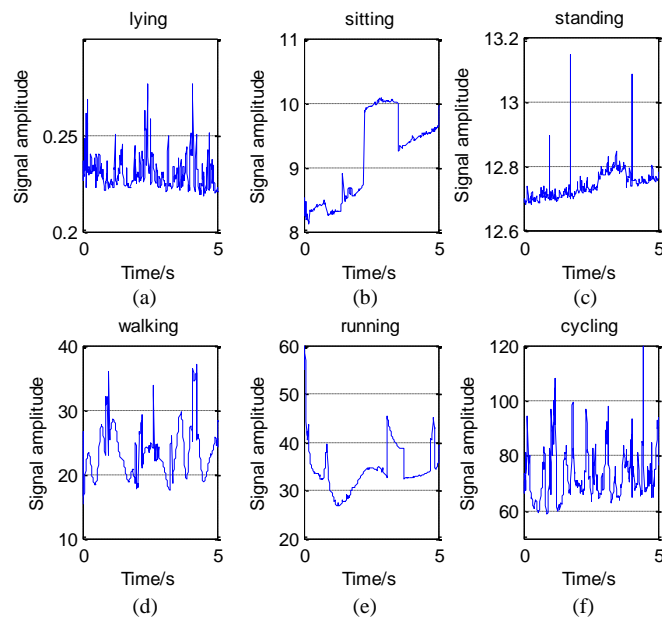 lying sitting standing
0.25
0.2
0 5
Signal amplitude
Time/s
(a)
11
10
9
8
0 5
Signal amplitude
Time/s
(b)
13.2
13
12.8
12.6
0 5
Signal amplitude
Time/s
(c)
walking running cycling
40
30
20
10
0 5
Signal amplitude
Time/s
(d)
60
50
40
30
20
0 5
Signal amplitude
Time/s
(e)
120
100
80
60
0 5
Signal amplitude
Time/s
(f)